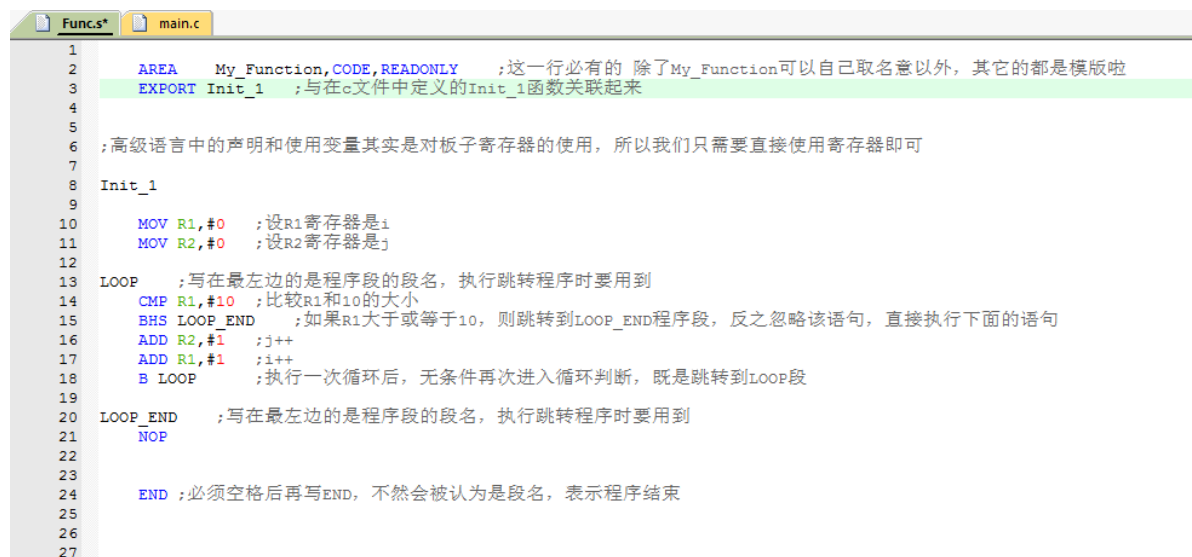 Func.s* main.c
1
2 AREA My_Function,CODE,READONLY ;这一行必有的 除了My_Function可以自己取名意以外，其它的都是模版啦
3 EXPORT Init_1 ;与在c文件中定义的Init_1函数关联起来
4
5
6 ;高级语言中的声明和使用变量其实是对板子寄存器的使用，所以我们只需要直接使用寄存器即可
7
8 Init_1
9
10 MOV R1,#0 ;设R1寄存器是i
11 MOV R2,#0 ;设R2寄存器是j
12
13 LOOP ;写在最左边的是程序段的段名，执行跳转程序时要用到
14 CMP R1,#10 ;比较R1和10的大小
15 BHS LOOP_END ;如果R1大于或等于10，则跳转到LOOP_END程序段，反之忽略该语句，直接执行下面的语句
16 ADD R2,#1 ;j++
17 ADD R1,#1 ;i++
18 B LOOP ;执行一次循环后，无条件再次进入循环判断，既是跳转到LOOP段
19
20 LOOP_END ;写在最左边的是程序段的段名，执行跳转程序时要用到
21 NOP
22
23
24 END ;必须空格后再写END，不然会被认为是段名，表示程序结束
25
26
27